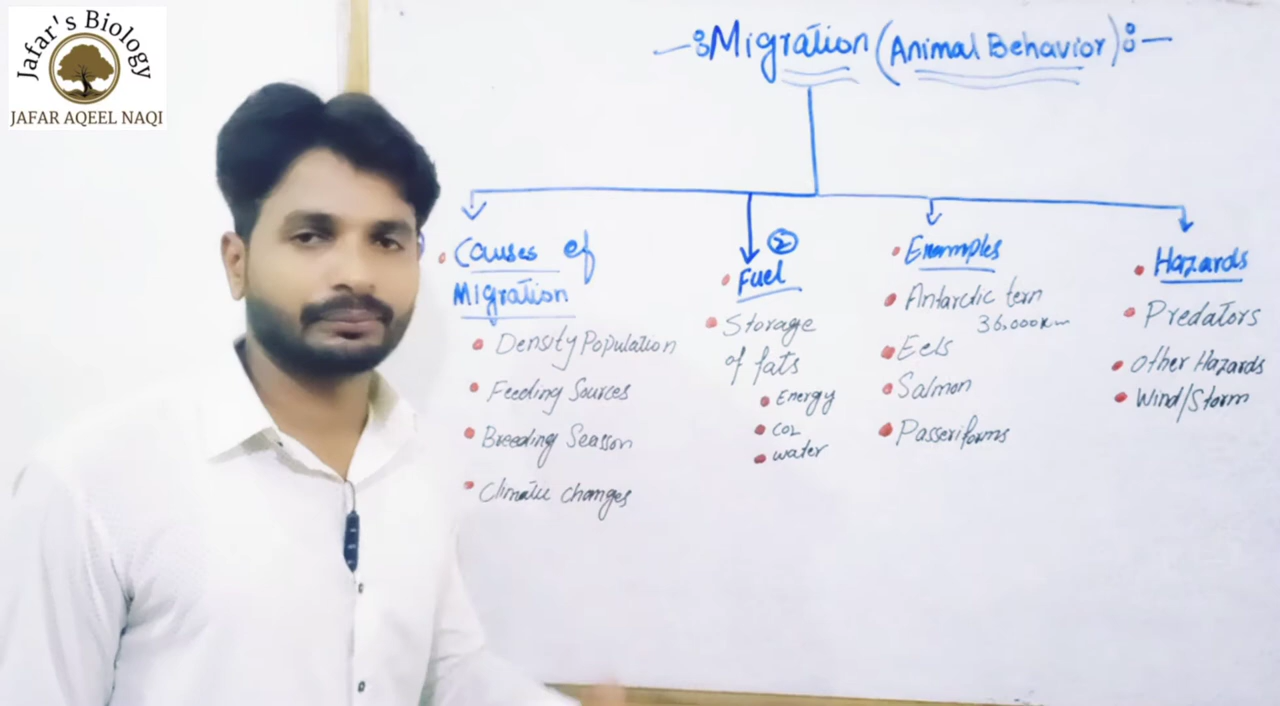 Jafar's Biology
JAFAR AQEEL NAQI
Migration (Animal Behavior)
Causes of
Migration
Density Population
Feeding Sources
Breeding Season
Climatic changes
2
Fuel
Storage
of fats
Energy
CO2
water
Examples
Antarctic tern
36,000km
Eels
Salmon
Passeriforms
Hazards
Predators
other Hazards
Wind/Storm